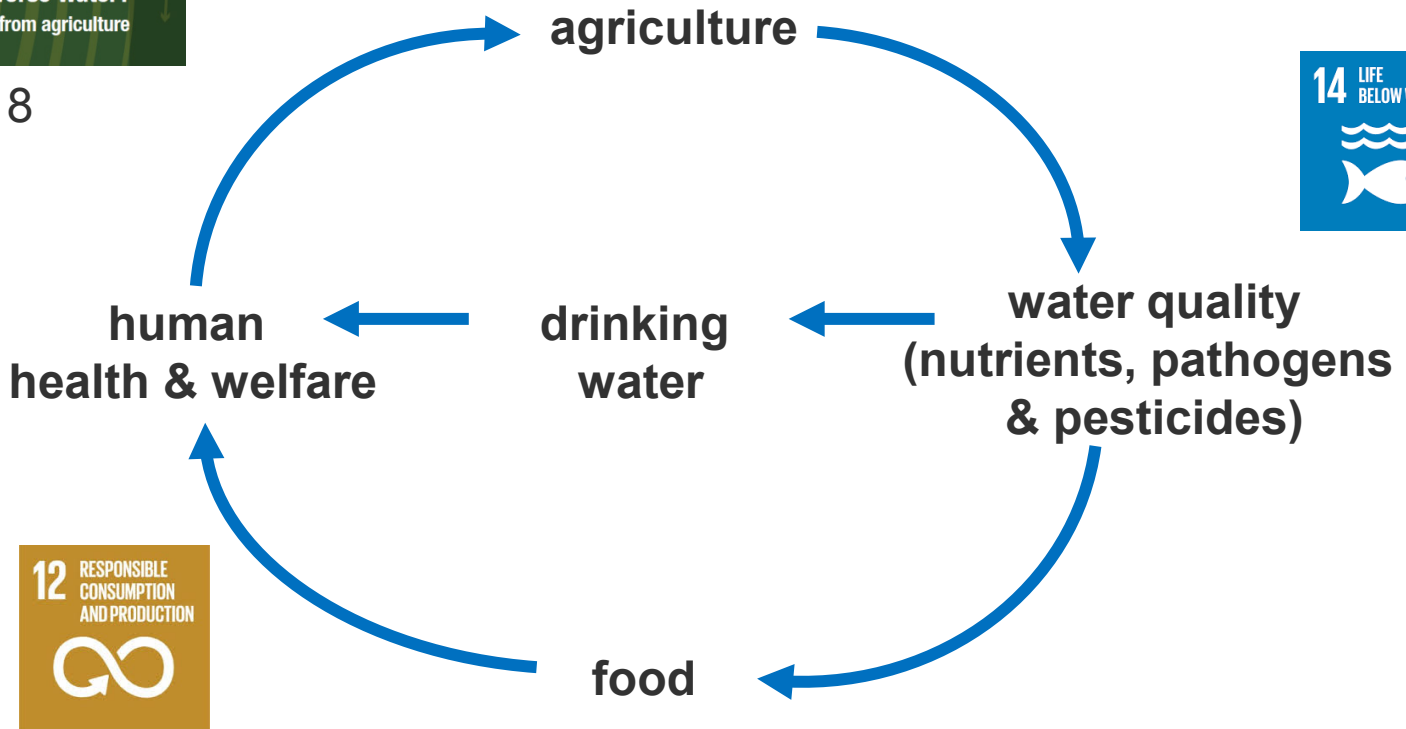 from agriculture
8
agriculture
14 LIFE
BELOW
human
health & welfare
drinking
water
water quality
(nutrients, pathogens
& pesticides)
12 RESPONSIBLE
CONSUMPTION
AND PRODUCTION
food